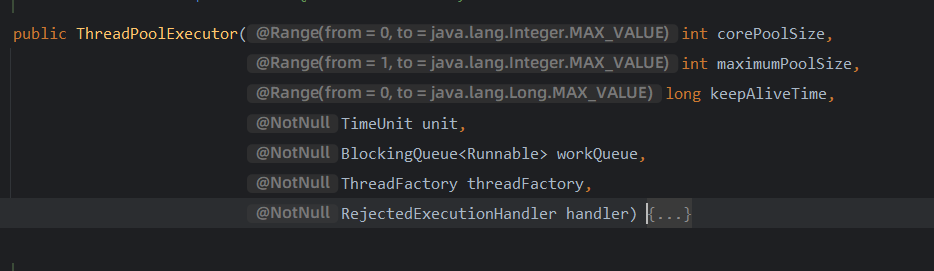 public ThreadPoolExecutor( @Range(from = 0, to = java.lang.Integer.MAX_VALUE) int corePoolSize,
@Range(from = 1, to = java.lang.Integer.MAX_VALUE) int maximumPoolSize,
@Range(from = 0, to = java.lang.Long.MAX_VALUE) long keepAliveTime,
@NotNull TimeUnit unit,
@NotNull BlockingQueue<Runnable> workQueue,
@NotNull ThreadFactory threadFactory,
@NotNull RejectedExecutionHandler handler) {...}